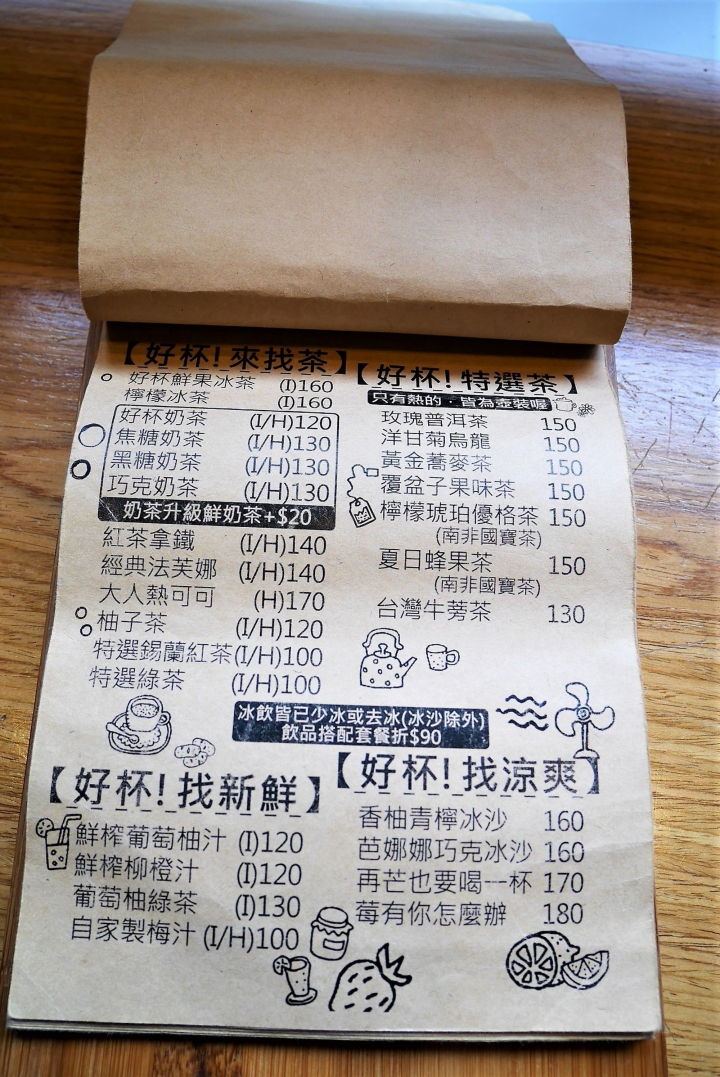 【好杯!來找茶】
好杯鮮果冰茶 (I)160
檸檬冰茶 (I)160
好杯奶茶 (I/H)120
焦糖奶茶 (I/H)130
黑糖奶茶 (I/H)130
巧克奶茶 (I/H)130
奶茶升級鮮奶茶+$20
紅茶拿鐵 (I/H)140
經典法芙娜 (I/H)140
大人熱可可 (H)170
柚子茶 (I/H)120
特選錫蘭紅茶(I/H)100
特選綠茶 (I/H)100
【好杯!特選茶】
只有熱的,皆為壺裝喔
玫瑰普洱茶 150
洋甘菊烏龍 150
黃金蕎麥茶 150
覆盆子果味茶 150
檸檬琥珀優格茶 150
(南非國寶茶)
夏日蜂果茶 150
(南非國寶茶)
台灣牛蒡茶 130
冰飲皆已少冰或去冰(冰沙除外)
飲品搭配套餐折$90
【好杯!找新鮮】
鮮榨葡萄柚汁 (I)120
鮮榨柳橙汁 (I)120
葡萄柚綠茶 (I)130
自家製梅汁 (I/H)100
【好杯!找涼爽】
香柚青檸冰沙 160
芭娜娜巧克冰沙 160
再芒也要喝一杯 170
莓有你怎麼辦 180